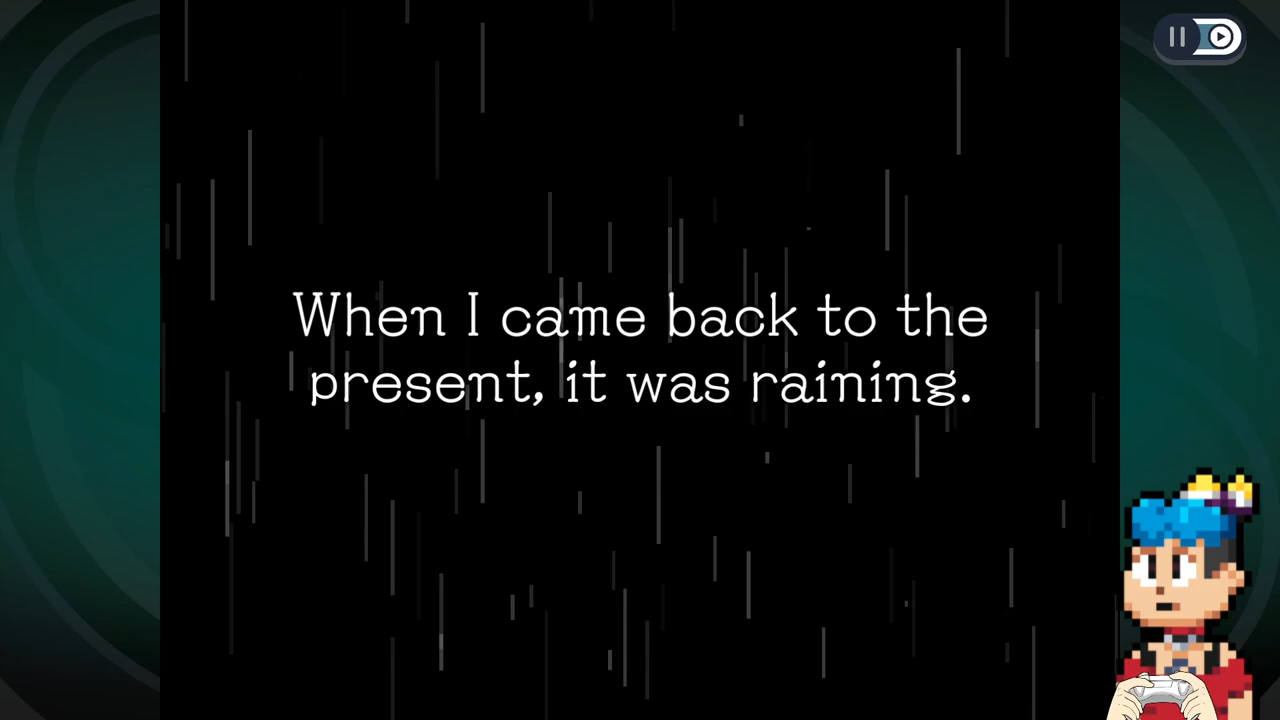 When I came back to the
present, it was raining.